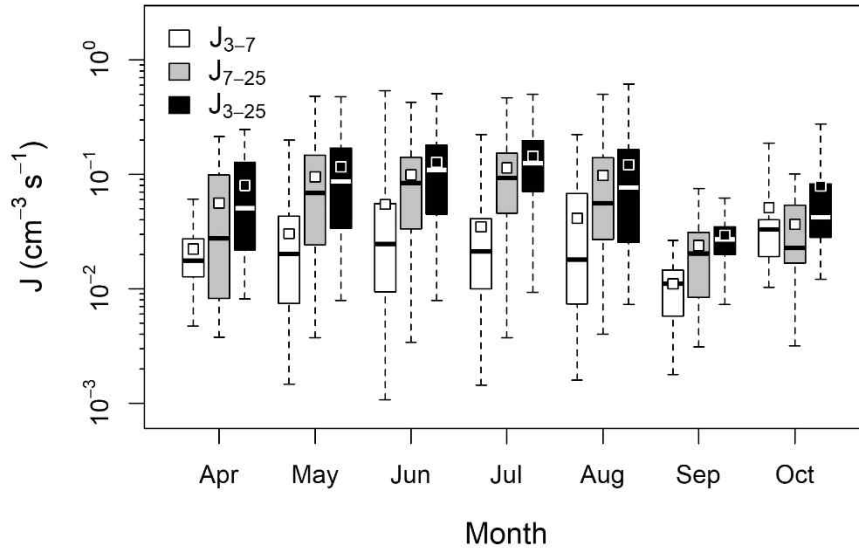 J₃₋₇
J₇₋₂₅
J₃₋₂₅
10⁰
10⁻¹
10⁻²
10⁻³
J (cm⁻³ s⁻¹)
Apr May Jun Jul Aug Sep Oct
Month